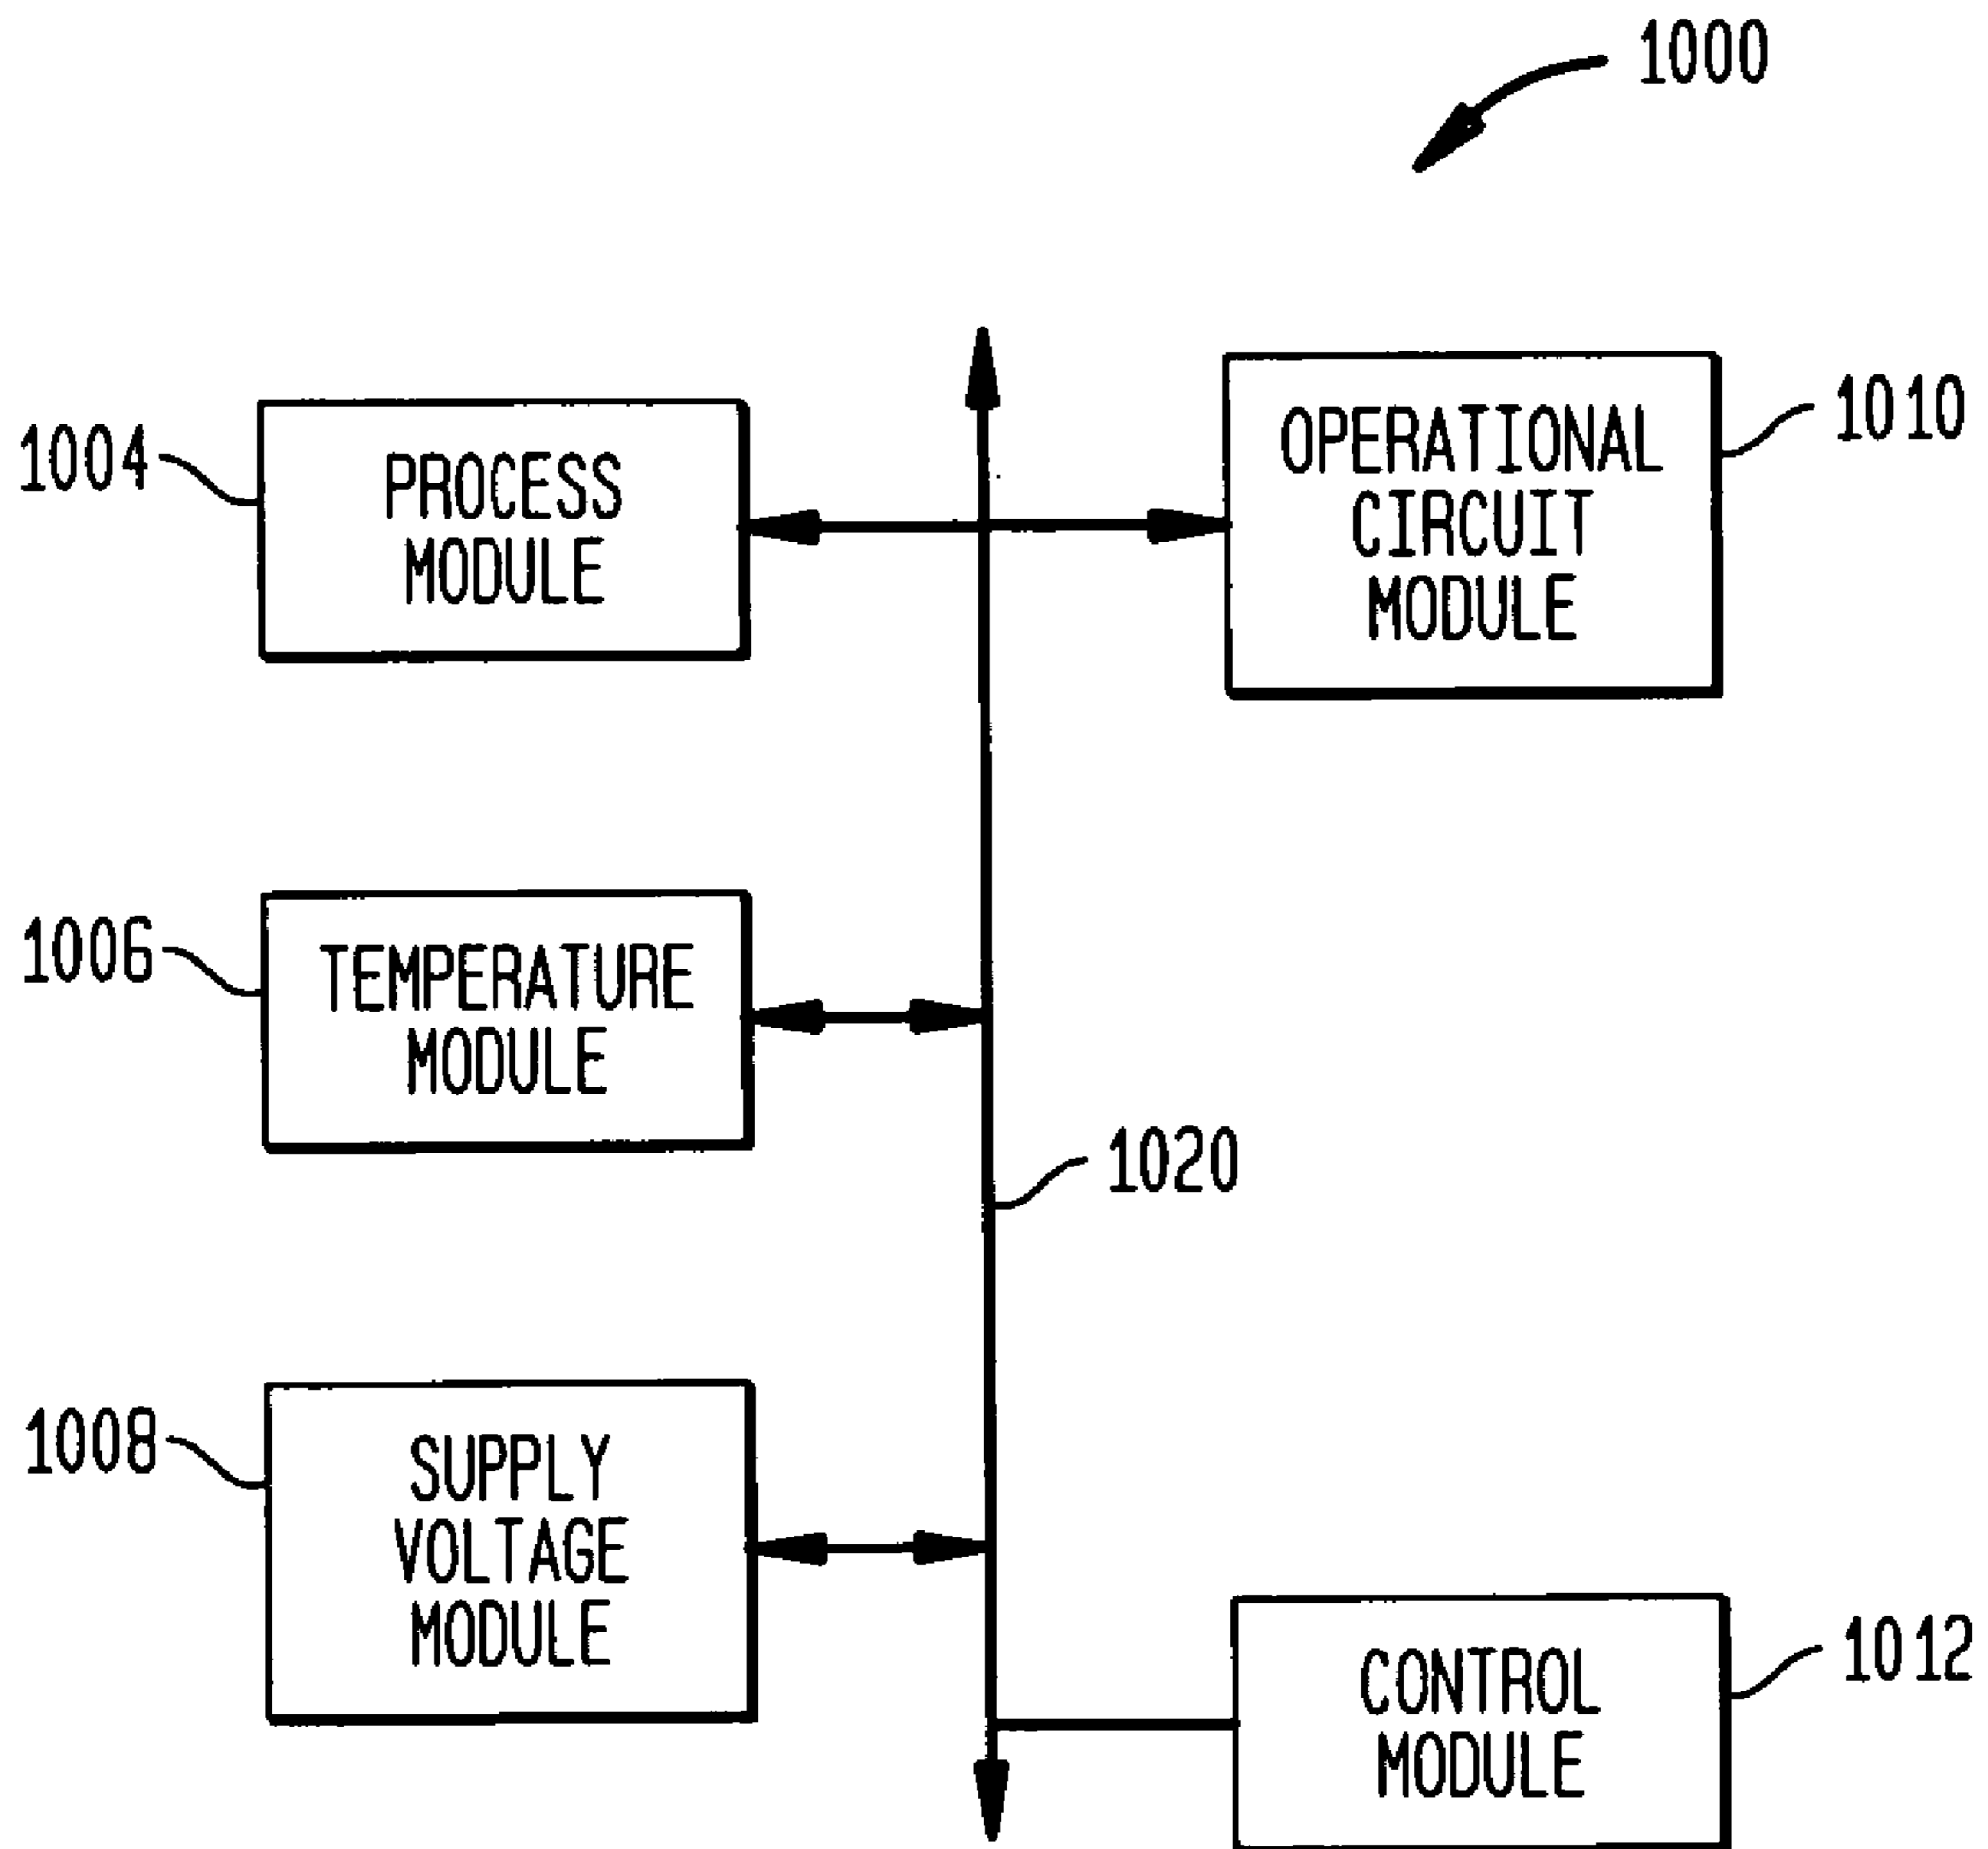 1000
1004
PROCESS
MODULE
OPERATIONAL
CIRCUIT
MODULE
1010
1006
TEMPERATURE
MODULE
1020
1008
SUPPLY
VOLTAGE
MODULE
CONTROL
MODULE
1012